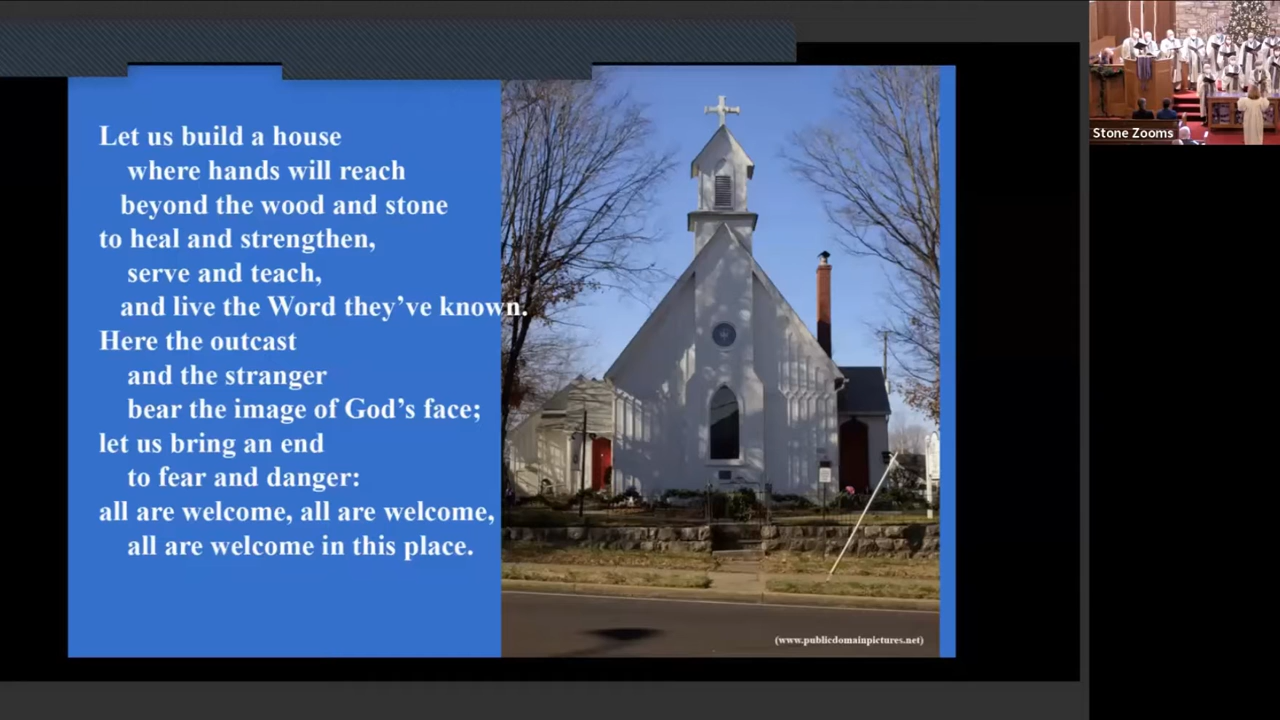 Let us build a house
where hands will reach
beyond the wood and stone
to heal and strengthen,
serve and teach,
and live the Word they’ve known.
Here the outcast
and the stranger
bear the image of God’s face;
let us bring an end
to fear and danger:
all are welcome, all are welcome,
all are welcome in this place.
(www.publicdomainpictures.net)
Stone Zooms